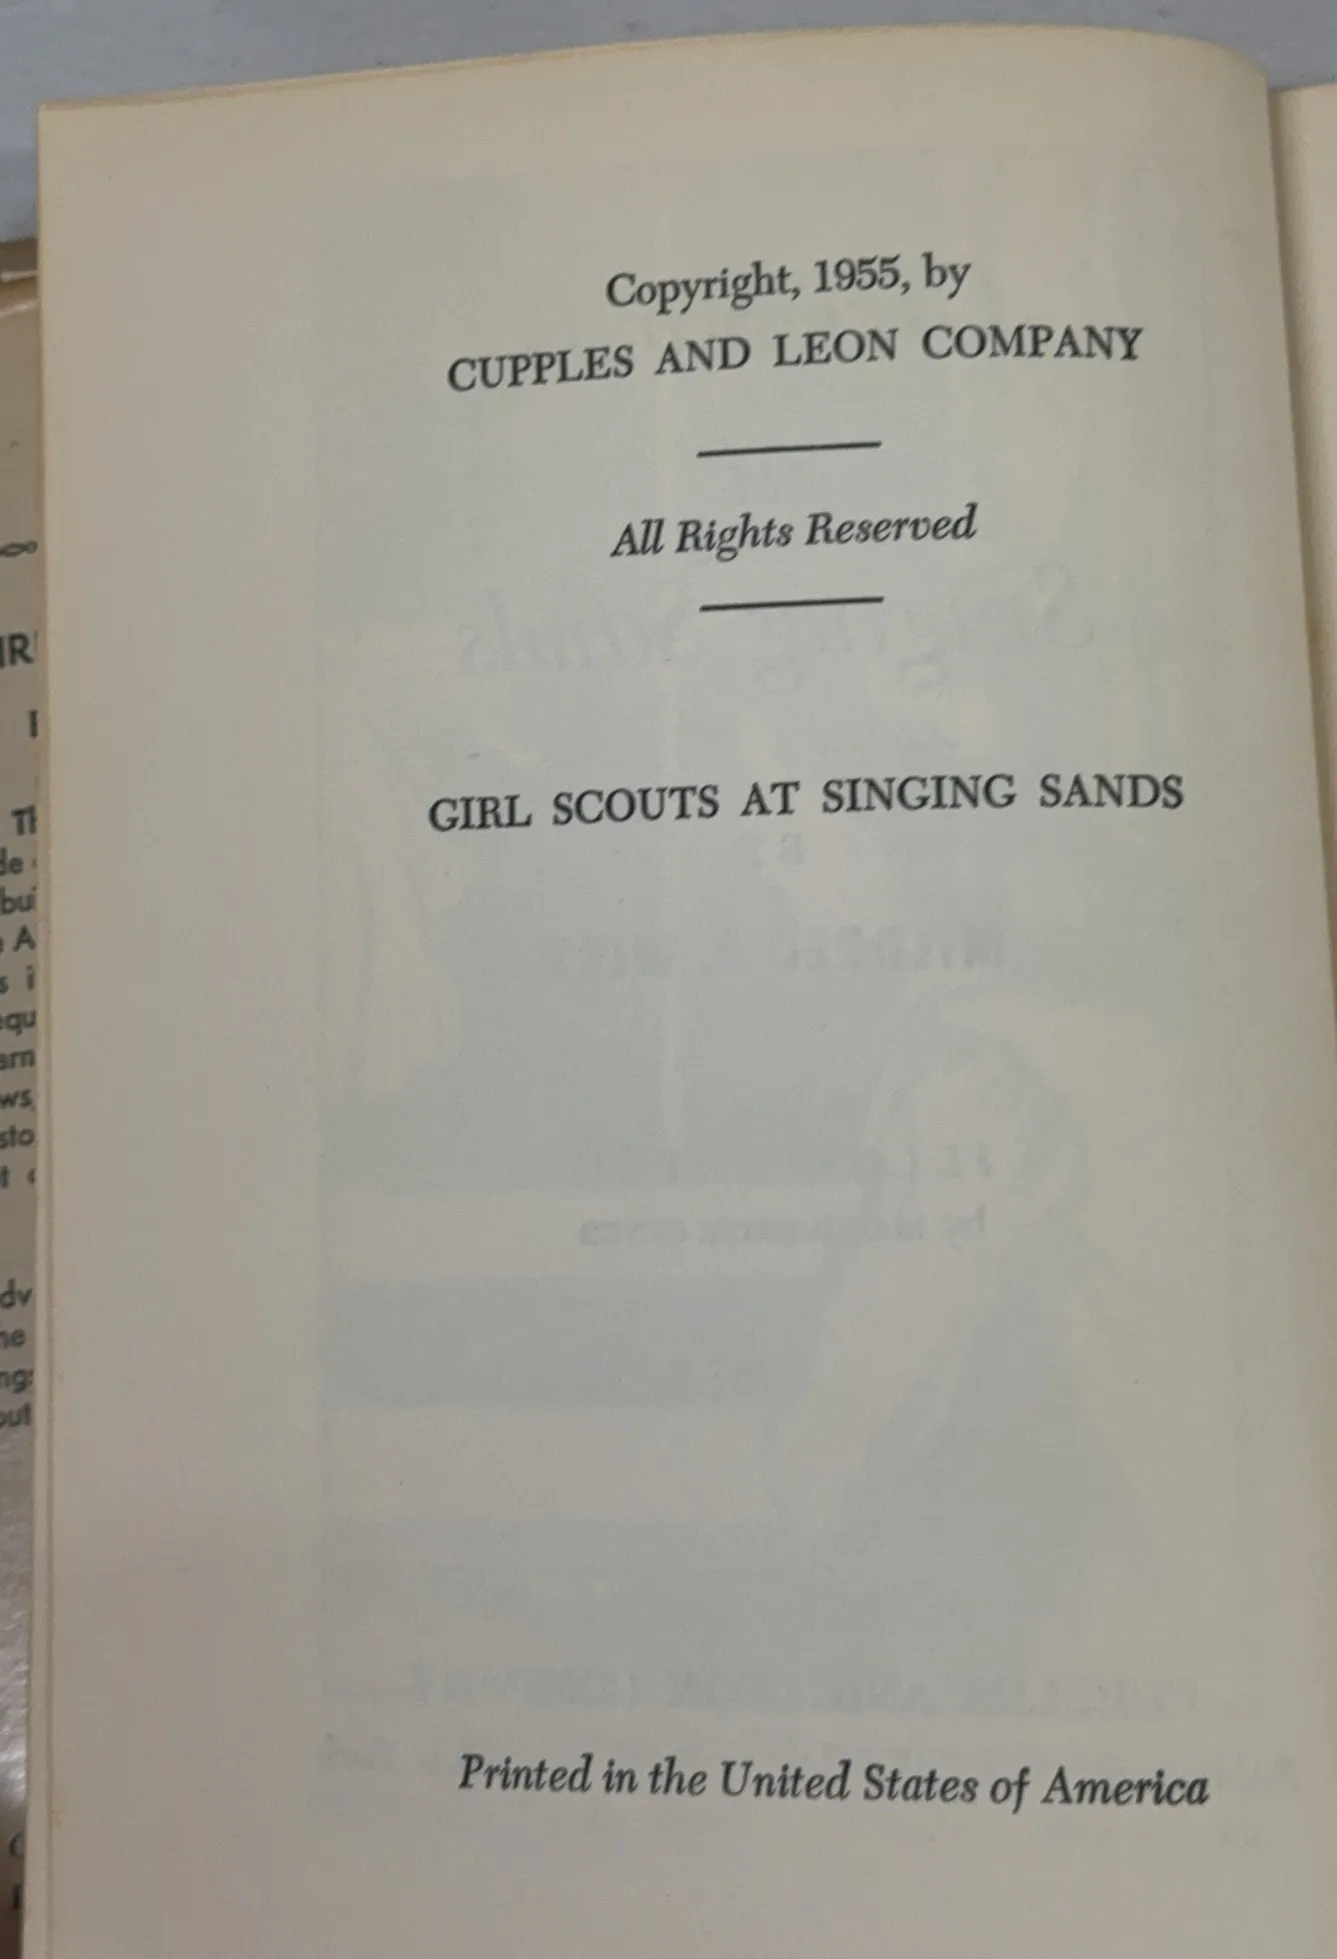 Copyright, 1955, by
CUPPLES AND LEON COMPANY
All Rights Reserved
GIRL SCOUTS AT SINGING SANDS
Printed in the United States of America